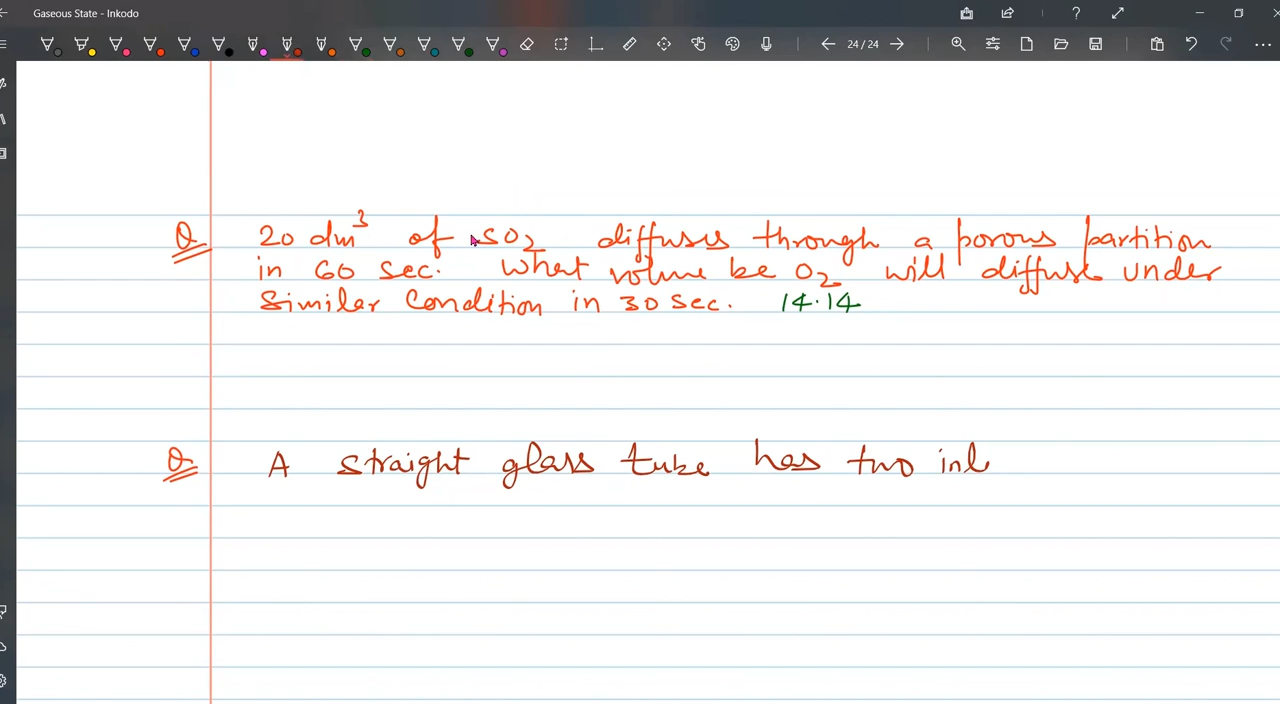 Gaseous State - Inkodo
24/24
Q 20 dm³ of SO₂ diffuses through a porous partition
in 60 sec. What volume be O₂ will diffuse under
Similar Condition in 30 sec. 14.14
Q A straight glass tube has two inl